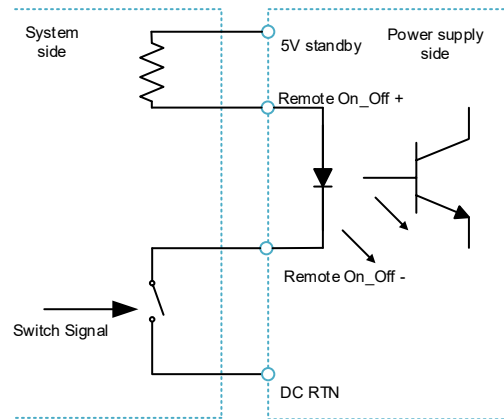 System
side
5V standby
Power supply
side
Remote On_Off +
Remote On_Off -
Switch Signal
DC RTN